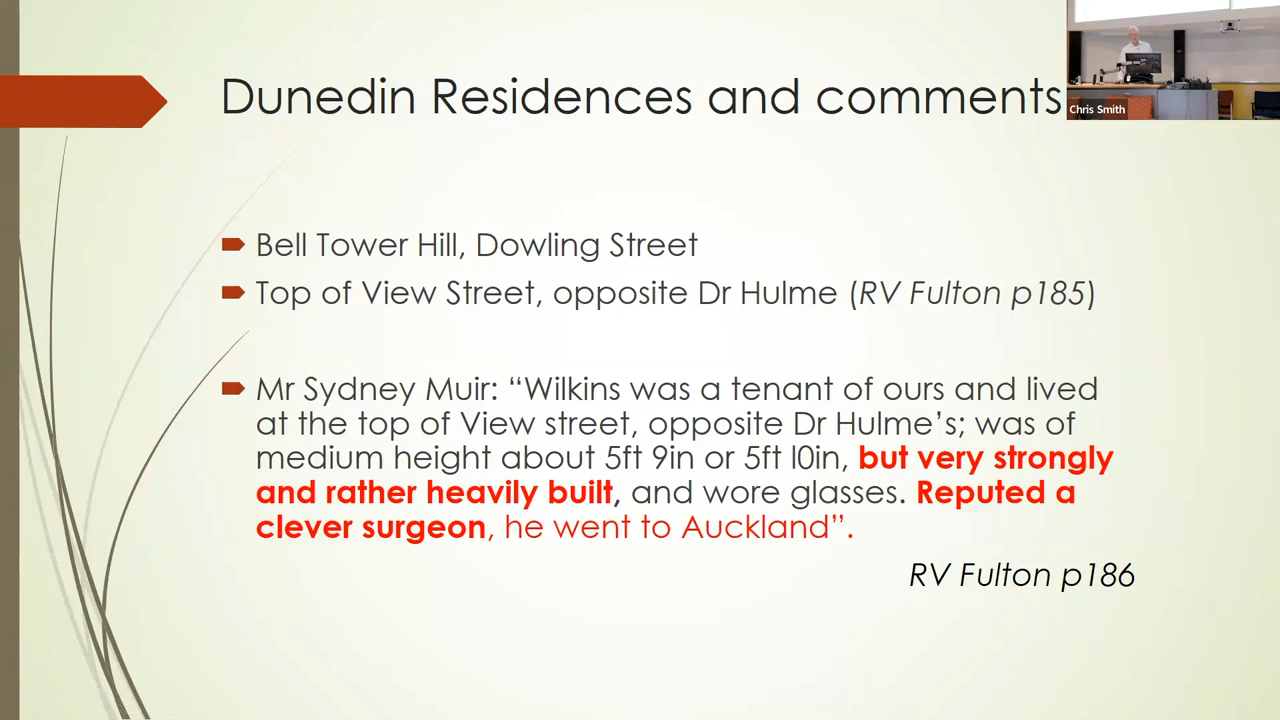 Dunedin Residences and comments
Chris Smith
Bell Tower Hill, Dowling Street
Top of View Street, opposite Dr Hulme (RV Fulton p185)
Mr Sydney Muir: “Wilkins was a tenant of ours and lived
at the top of View street, opposite Dr Hulme’s; was of
medium height about 5ft 9in or 5ft l0in, but very strongly
and rather heavily built, and wore glasses. Reputed a
clever surgeon, he went to Auckland”.
RV Fulton p186